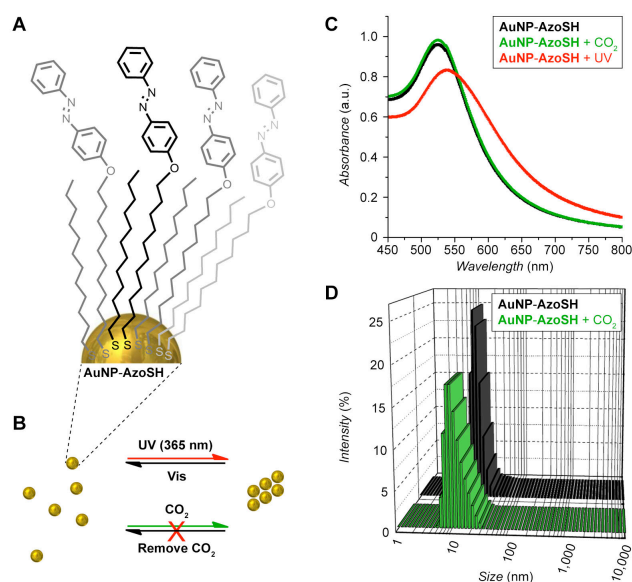 A
N
N
O
N
N
O
N
N
O
N
N
O
S
S
S
S
S
S
AuNP-AzoSH
B
UV (365 nm)
Vis
CO₂
X
Remove CO₂
C
AuNP-AzoSH
AuNP-AzoSH + CO₂
AuNP-AzoSH + UV
Absorbance (a.u.)
1.0
0.8
0.6
0.4
0.2
0
450 500 550 600 650 700 750 800
Wavelength (nm)
D
AuNP-AzoSH
AuNP-AzoSH + CO₂
Intensity (%)
25
20
15
10
5
0
1 10 100 1,000 10,000
Size (nm)